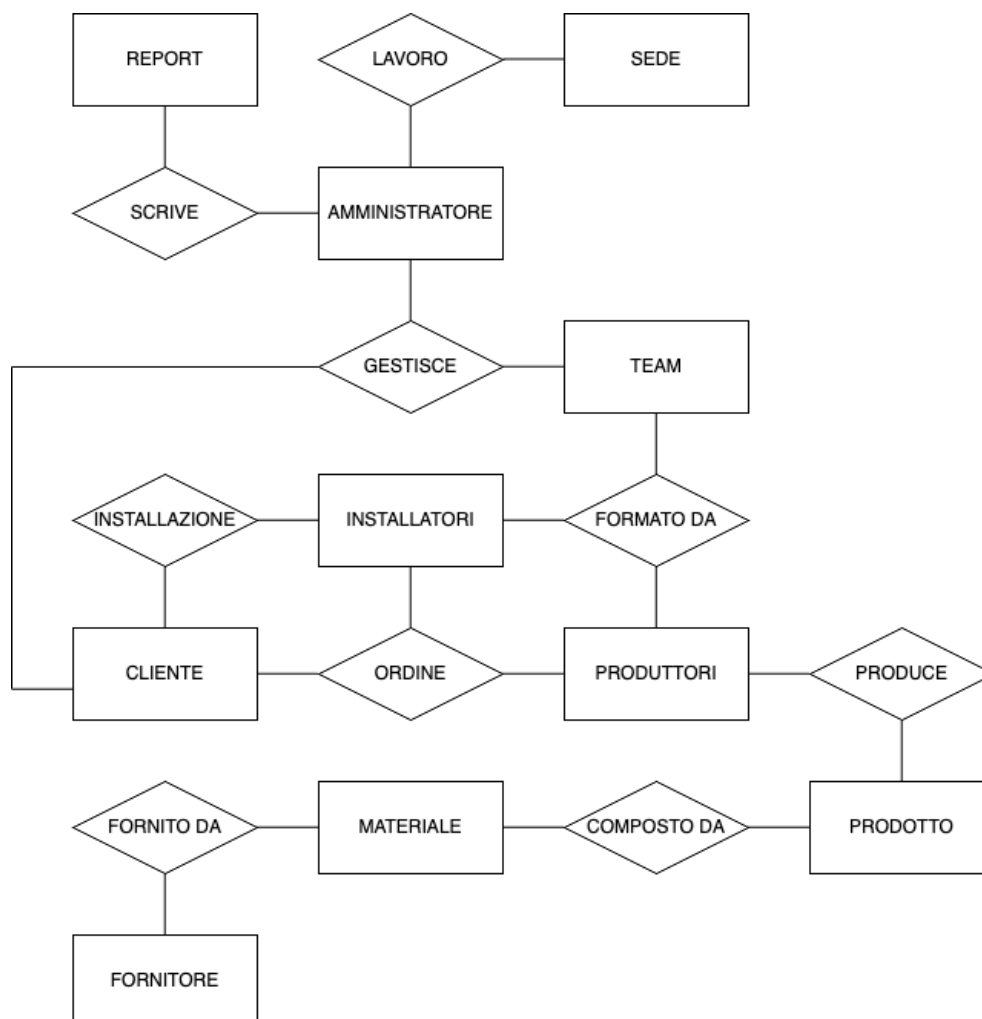 REPORT
LAVORO
SEDE
SCRIVE
AMMINISTRATORE
GESTISCE
TEAM
INSTALLAZIONE
INSTALLATORI
FORMATO DA
CLIENTE
ORDINE
PRODUTTORI
PRODUCE
FORNITO DA
MATERIALE
COMPOSTO DA
PRODOTTO
FORNITORE